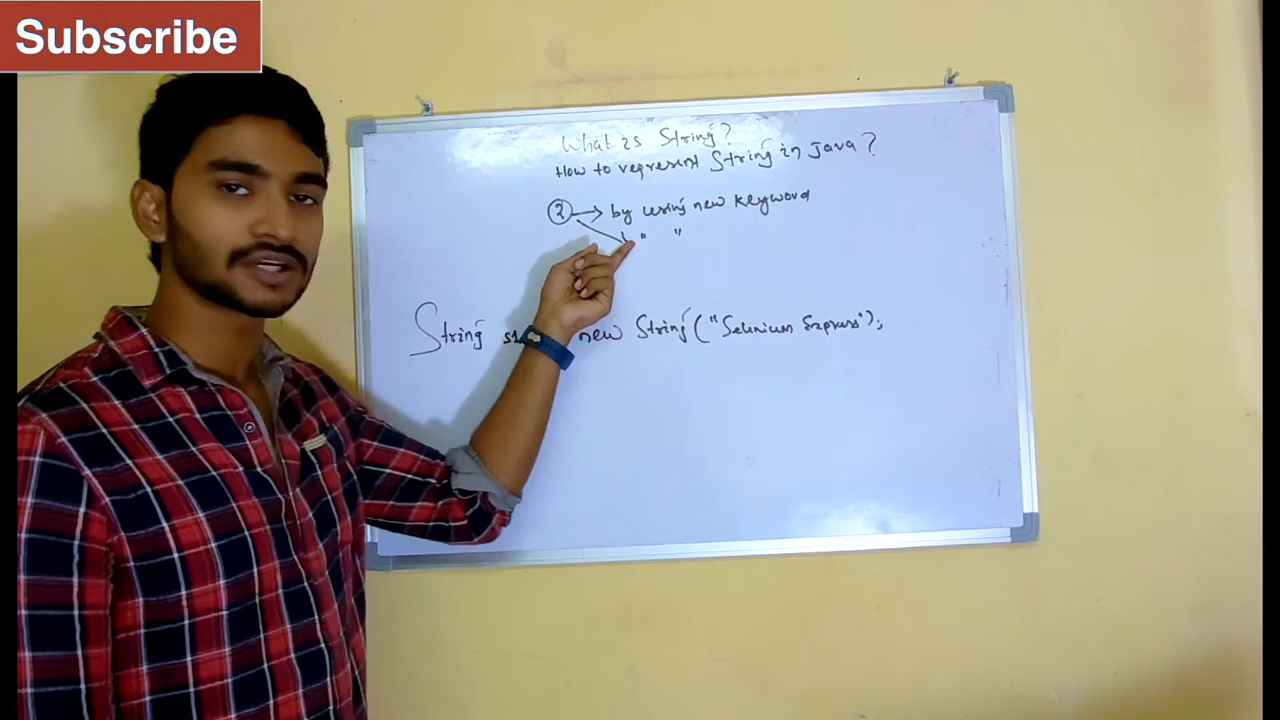 Subscribe
What is String?
How to represent String in Java?
2 → by using new keyword
" "
String s1 new String("Selenium Express");